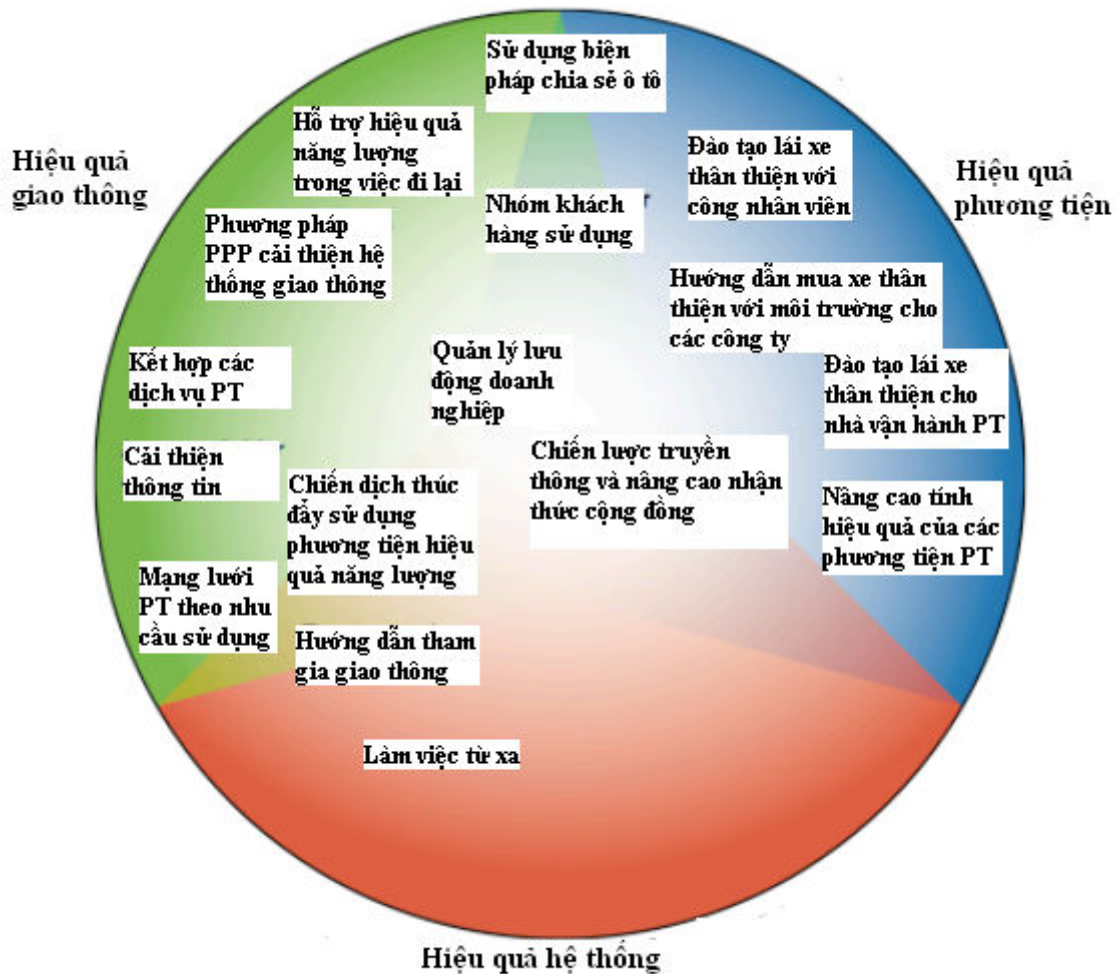 Sử dụng biện
pháp chia sẻ ô tô
Hỗ trợ hiệu quả
năng lượng
trong việc đi lại
Hiệu quả
giao thông
Đào tạo lái xe
thân thiện với
công nhân viên
Hiệu quả
phương tiện
Nhóm khách
hàng sử dụng
Phương pháp
PPP cải thiện hệ
thống giao thông
Hướng dẫn mua xe thân
thiện với môi trường cho
các công ty
Kết hợp các
dịch vụ PT
Quản lý lưu
động doanh
nghiệp
Đào tạo lái xe
thân thiện cho
nhà vận hành PT
Cải thiện
thông tin
Chiến lược truyền
thông và nâng cao nhận
thức cộng đồng
Chiến dịch thúc
đẩy sử dụng
phương tiện hiệu
quả năng lượng
Nâng cao tính
hiệu quả của các
phương tiện PT
Mạng lưới
PT theo nhu
cầu sử dụng
Hướng dẫn tham
gia giao thông
Làm việc từ xa
Hiệu quả hệ thống